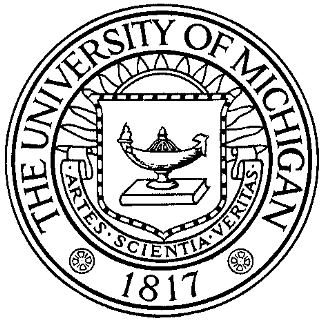 THE UNIVERSITY OF MICHIGAN
ARTES · SCIENTIA · VERITAS
1817